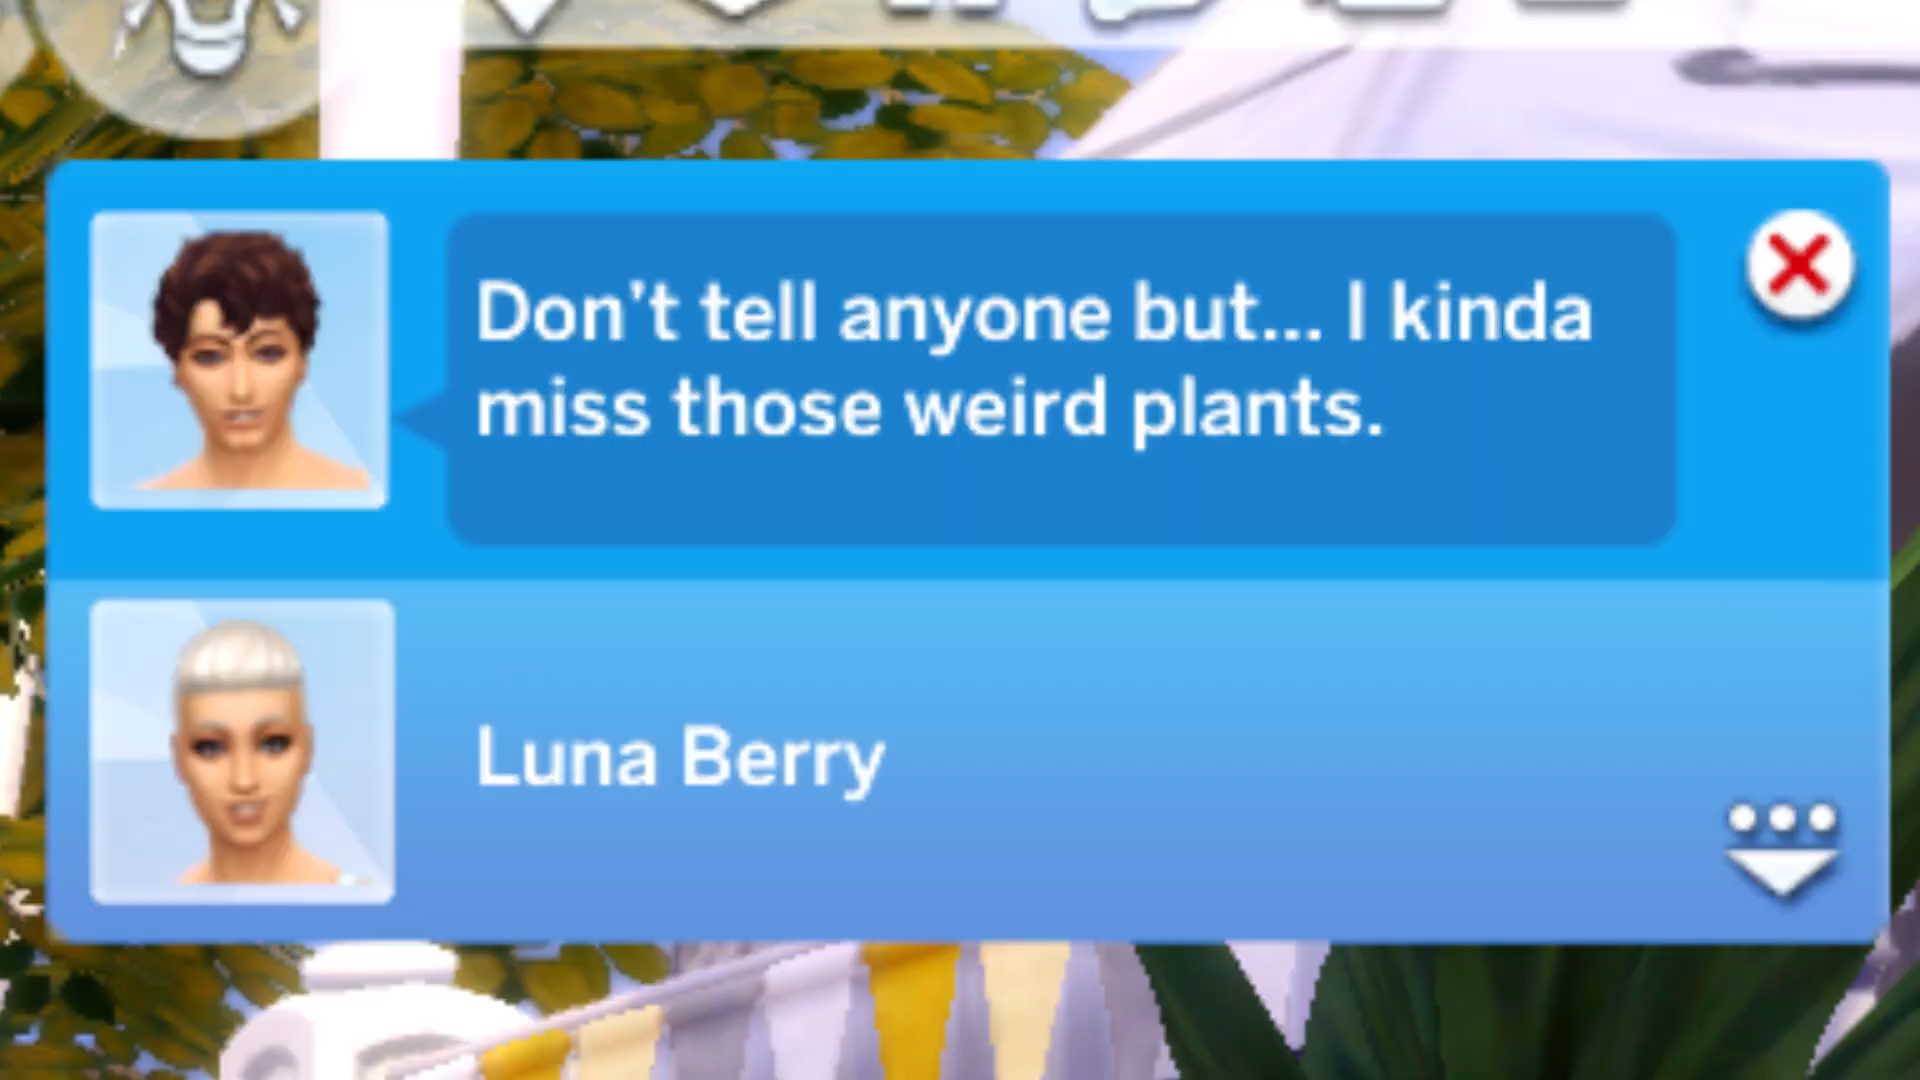 Don't tell anyone but... I kinda
miss those weird plants.
Luna Berry